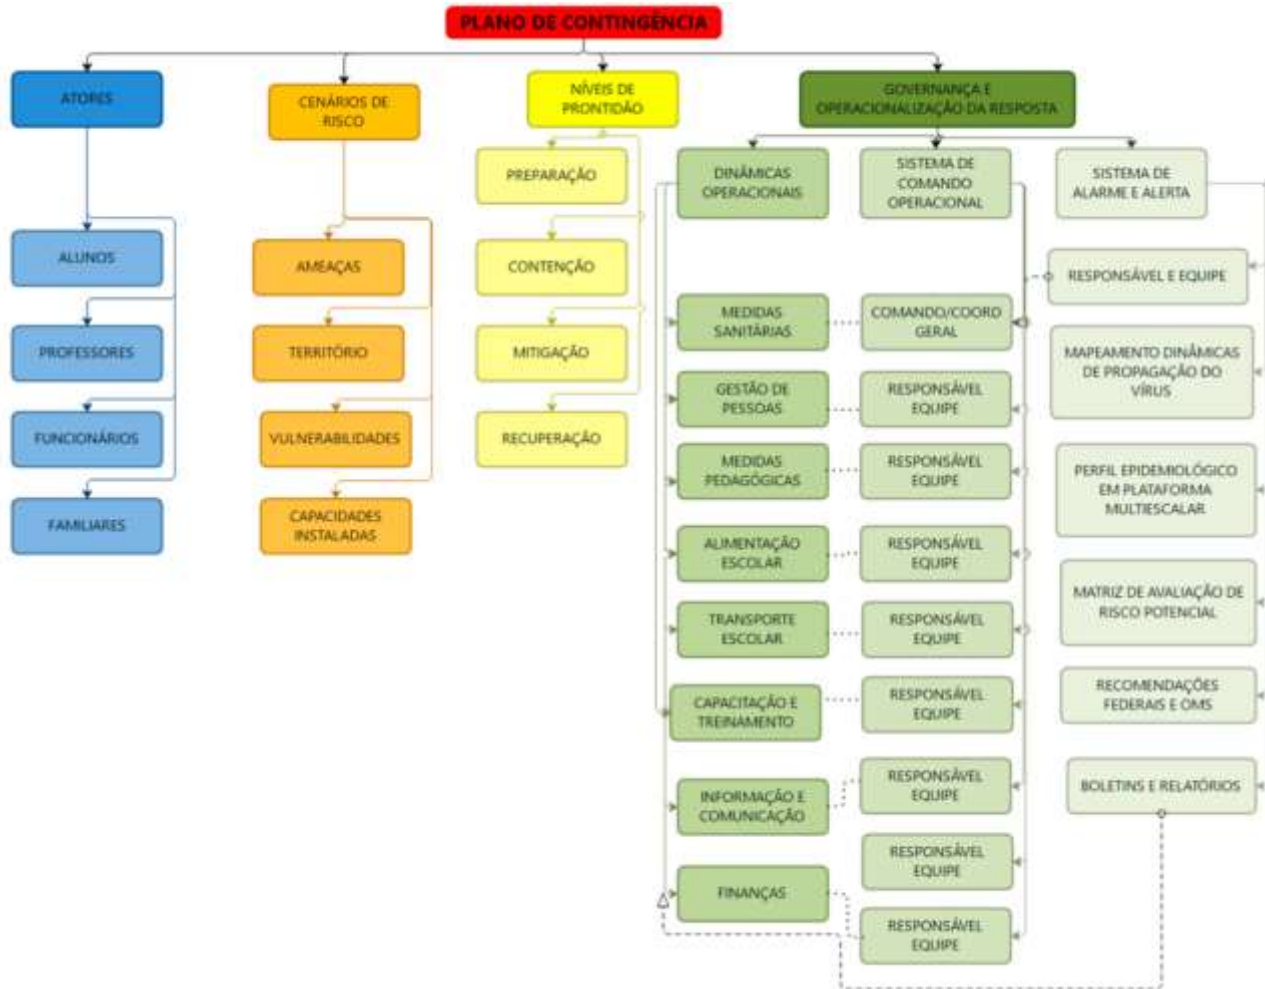 PLANO DE CONTINGÊNCIA
ATORES
CENÁRIOS DE
RISCO
NÍVEIS DE
PRONTIDÃO
GOVERNANÇA E
OPERACIONALIZAÇÃO DA RESPOSTA
ALUNOS
PROFESSORES
FUNCIONÁRIOS
FAMILIARES
AMEAÇAS
TERRITÓRIO
VULNERABILIDADES
CAPACIDADES
INSTALADAS
PREPARAÇÃO
CONTENÇÃO
MITIGAÇÃO
RECUPERAÇÃO
DINÂMICAS
OPERACIONAIS
MEDIDAS
SANITÁRIAS
GESTÃO DE
PESSOAS
MEDIDAS
PEDAGÓGICAS
ALIMENTAÇÃO
ESCOLAR
TRANSPORTE
ESCOLAR
CAPACITAÇÃO E
TREINAMENTO
INFORMAÇÃO E
COMUNICAÇÃO
FINANÇAS
SISTEMA DE
COMANDO
OPERACIONAL
COMANDO/COORD
GERAL
RESPONSÁVEL
EQUIPE
RESPONSÁVEL
EQUIPE
RESPONSÁVEL
EQUIPE
RESPONSÁVEL
EQUIPE
RESPONSÁVEL
EQUIPE
RESPONSÁVEL
EQUIPE
RESPONSÁVEL
EQUIPE
RESPONSÁVEL
EQUIPE
SISTEMA DE
ALARME E ALERTA
RESPONSÁVEL E EQUIPE
MAPEAMENTO DINÂMICAS
DE PROPAGAÇÃO DO
VÍRUS
PERFIL EPIDEMIOLÓGICO
EM PLATAFORMA
MULTIESCALAR
MATRIZ DE AVALIAÇÃO DE
RISCO POTENCIAL
RECOMENDAÇÕES
FEDERAIS E OMS
BOLETINS E RELATÓRIOS